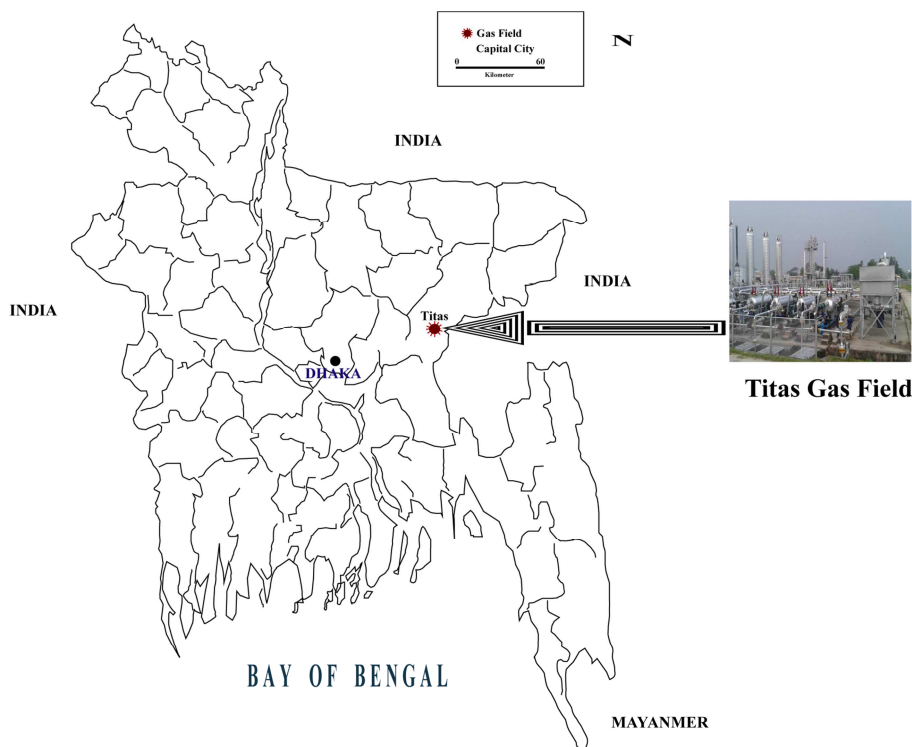 Gas Field
Capital City
0 60
Kilometer
N
INDIA
INDIA
INDIA
Titas
DHAKA
Titas Gas Field
BAY OF BENGAL
MAYANMER